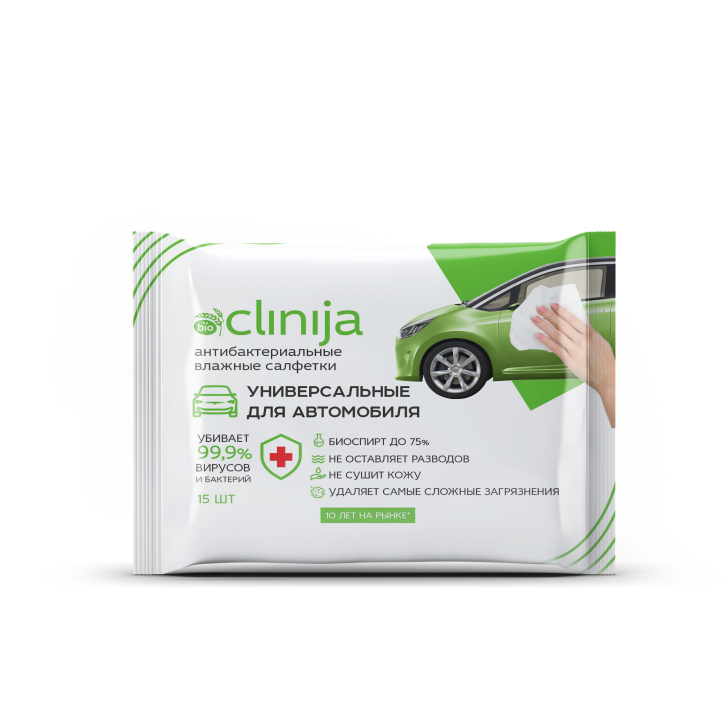 bio
clinija
антибактериальные
влажные салфетки
УНИВЕРСАЛЬНЫЕ
ДЛЯ АВТОМОБИЛЯ
УБИВАЕТ
99,9%
ВИРУСОВ
И БАКТЕРИЙ
15 ШТ
БИОСПИРТ ДО 75%
НЕ ОСТАВЛЯЕТ РАЗВОДОВ
НЕ СУШИТ КОЖУ
УДАЛЯЕТ САМЫЕ СЛОЖНЫЕ ЗАГРЯЗНЕНИЯ
10 ЛЕТ НА РЫНКЕ*